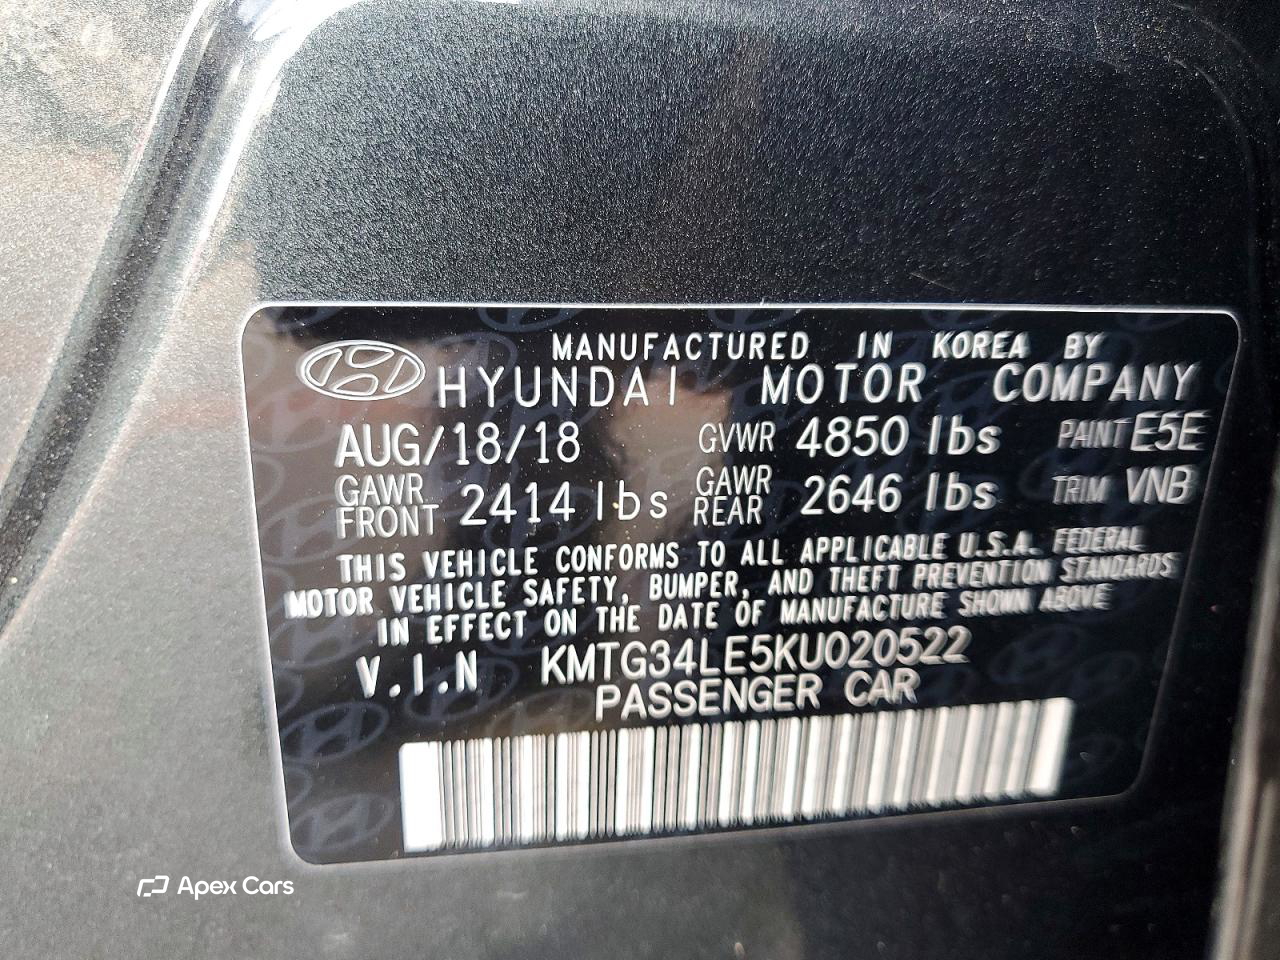 MANUFACTURED IN KOREA BY
HYUNDAI MOTOR COMPANY
AUG/18/18 GVWR 4850 lbs PAINT E5E
GAWR FRONT 2414 lbs GAWR REAR 2646 lbs TRIM VNB
THIS VEHICLE CONFORMS TO ALL APPLICABLE U.S.A. FEDERAL
MOTOR VEHICLE SAFETY, BUMPER, AND THEFT PREVENTION STANDARDS
IN EFFECT ON THE DATE OF MANUFACTURE SHOWN ABOVE
V.I.N KMTG34LE5KU020522
PASSENGER CAR
Apex Cars